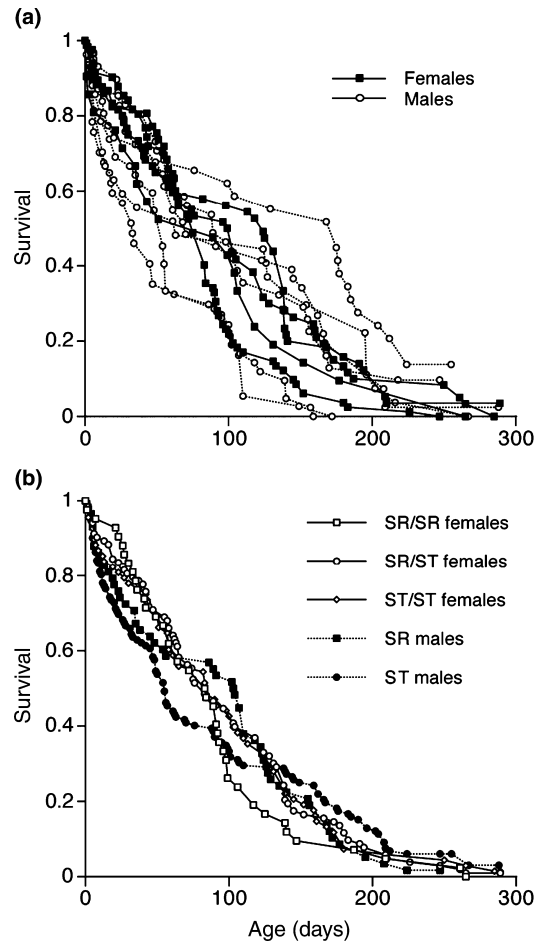 (a)
1
0.8
0.6
0.4
0.2
0
Survival
Females
Males
0 100 200 300
(b)
1
0.8
0.6
0.4
0.2
0
Survival
SR/SR females
SR/ST females
ST/ST females
SR males
ST males
0 100 200 300
Age (days)